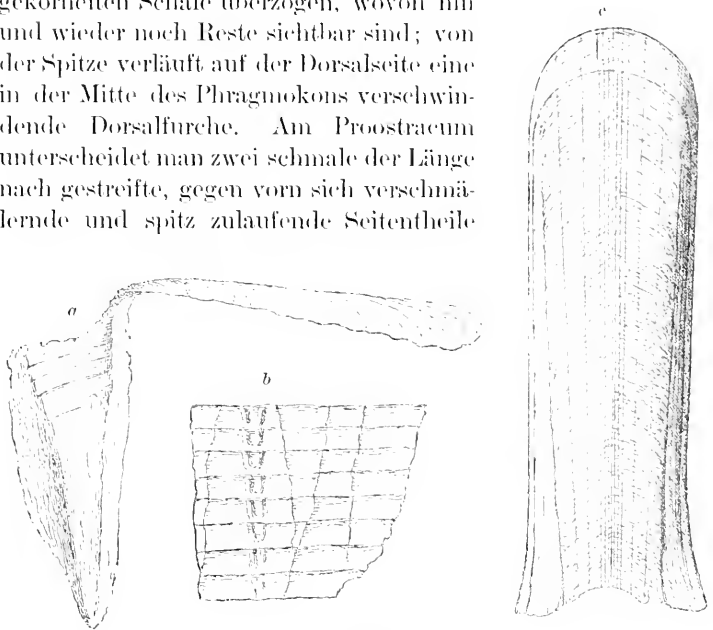 gekörnelten Schale überzogen, wovon hin
und wieder noch Reste sichtbar sind; von
der Spitze verläuft auf der Dorsalseite eine
in der Mitte des Phragmokons verschwin-
dende Dorsalfurche. Am Proostracum
unterscheidet man zwei schmale der Länge
nach gestreifte, gegen vorn sich verschmä-
lernde und spitz zulaufende Seitentheile
c
a
b